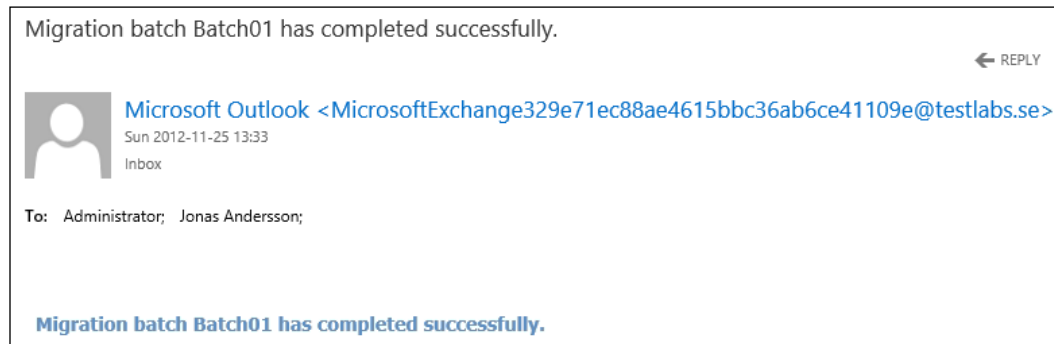 Migration batch Batch01 has completed successfully.
REPLY
Microsoft Outlook <MicrosoftExchange329e71ec88ae4615bbc36ab6ce41109e@testlabs.se>
Sun 2012-11-25 13:33
Inbox
To: Administrator; Jonas Andersson;
Migration batch Batch01 has completed successfully.